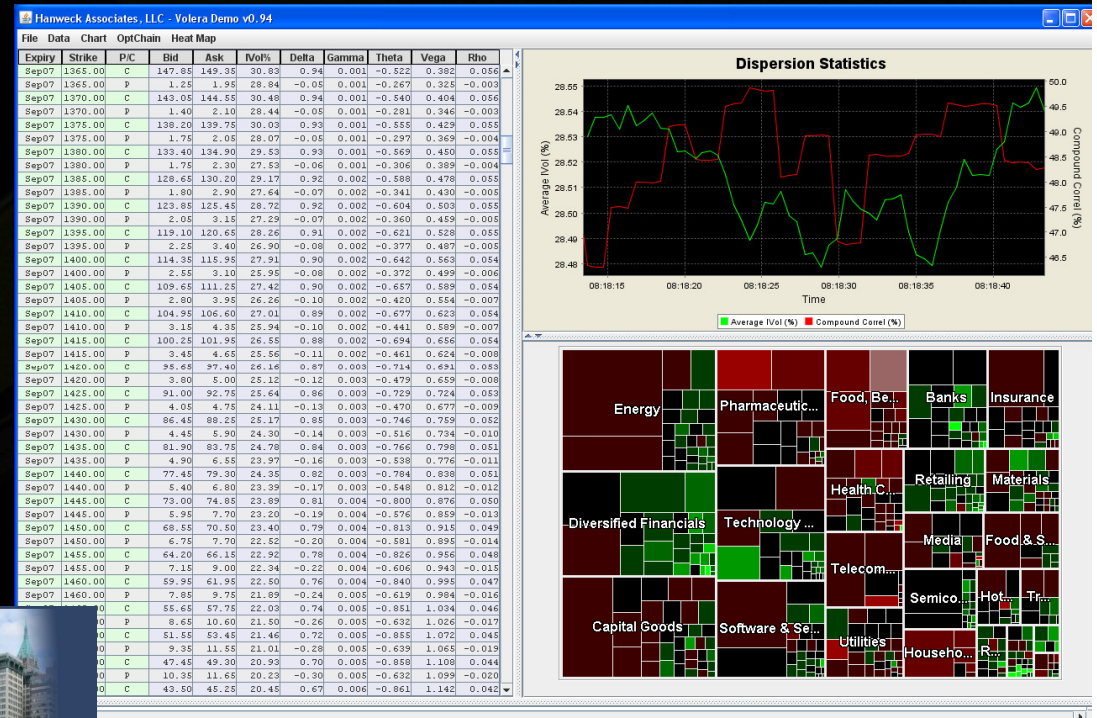 Hanweck Associates, LLC - Volera Demo v0.94
File Data Chart OptChain Heat Map
Expiry Strike P/C Bid Ask IVol% Delta Gamma Theta Vega Rho
Sep07 1365.00 C 147.85 149.35 30.83 0.94 0.001 -0.522 0.382 0.056
Sep07 1365.00 P 1.25 1.95 28.84 -0.05 0.001 -0.267 0.325 -0.003
Sep07 1370.00 C 143.05 144.55 30.48 0.94 0.001 -0.540 0.404 0.056
Sep07 1370.00 P 1.40 2.10 28.44 -0.05 0.001 -0.281 0.346 -0.003
Sep07 1375.00 C 138.20 139.75 30.03 0.93 0.001 -0.555 0.429 0.055
Sep07 1375.00 P 1.75 2.05 28.07 -0.05 0.001 -0.297 0.369 -0.004
Sep07 1380.00 C 133.40 134.90 29.53 0.93 0.001 -0.569 0.450 0.055
Sep07 1380.00 P 1.75 2.30 27.53 -0.06 0.001 -0.306 0.389 -0.004
Sep07 1385.00 C 128.65 130.20 29.17 0.92 0.002 -0.588 0.478 0.055
Sep07 1385.00 P 1.80 2.90 27.64 -0.07 0.002 -0.341 0.430 -0.005
Sep07 1390.00 C 123.85 125.45 28.72 0.92 0.002 -0.604 0.503 0.055
Sep07 1390.00 P 2.05 3.15 27.29 -0.07 0.002 -0.360 0.459 -0.005
Sep07 1395.00 C 119.10 120.65 28.26 0.91 0.002 -0.621 0.528 0.055
Sep07 1395.00 P 2.25 3.40 26.90 -0.08 0.002 -0.377 0.487 -0.005
Sep07 1400.00 C 114.35 115.95 27.91 0.90 0.002 -0.642 0.563 0.054
Sep07 1400.00 P 2.55 3.10 25.95 -0.08 0.002 -0.372 0.499 -0.006
Sep07 1405.00 C 109.65 111.25 27.42 0.90 0.002 -0.657 0.589 0.054
Sep07 1405.00 P 2.80 3.95 26.26 -0.10 0.002 -0.420 0.554 -0.007
Sep07 1410.00 C 104.95 106.60 27.01 0.89 0.002 -0.677 0.623 0.054
Sep07 1410.00 P 3.15 4.35 25.94 -0.10 0.002 -0.441 0.589 -0.007
Sep07 1415.00 C 100.25 101.95 26.55 0.88 0.002 -0.694 0.656 0.054
Sep07 1415.00 P 3.45 4.65 25.56 -0.11 0.002 -0.461 0.624 -0.008
Sep07 1420.00 C 95.65 97.40 26.16 0.87 0.003 -0.714 0.691 0.053
Sep07 1420.00 P 3.80 5.00 25.12 -0.12 0.003 -0.479 0.659 -0.008
Sep07 1425.00 C 91.00 92.75 25.64 0.86 0.003 -0.729 0.724 0.053
Sep07 1425.00 P 4.05 4.75 24.11 -0.13 0.003 -0.470 0.677 -0.009
Sep07 1430.00 C 86.45 88.25 25.17 0.85 0.003 -0.746 0.759 0.052
Sep07 1430.00 P 4.45 5.90 24.30 -0.14 0.003 -0.516 0.734 -0.010
Sep07 1435.00 C 81.90 83.75 24.78 0.84 0.003 -0.766 0.798 0.051
Sep07 1435.00 P 4.90 6.55 23.97 -0.16 0.003 -0.538 0.776 -0.011
Sep07 1440.00 C 77.45 79.30 24.35 0.82 0.003 -0.784 0.838 0.051
Sep07 1440.00 P 5.40 6.80 23.39 -0.17 0.003 -0.548 0.812 -0.012
Sep07 1445.00 C 73.00 74.85 23.89 0.81 0.004 -0.800 0.876 0.050
Sep07 1445.00 P 5.95 7.70 23.20 -0.19 0.004 -0.576 0.859 -0.013
Sep07 1450.00 C 68.55 70.50 23.40 0.79 0.004 -0.813 0.915 0.049
Sep07 1450.00 P 6.75 7.70 22.52 -0.20 0.004 -0.581 0.895 -0.014
Sep07 1455.00 C 64.20 66.15 22.92 0.78 0.004 -0.826 0.956 0.048
Sep07 1455.00 P 7.15 9.00 22.34 -0.22 0.004 -0.606 0.943 -0.015
Sep07 1460.00 C 59.95 61.95 22.50 0.76 0.004 -0.840 0.995 0.047
Sep07 1460.00 P 7.85 9.75 21.89 -0.24 0.005 -0.619 0.984 -0.016
C 55.65 57.75 22.03 0.74 0.005 -0.851 1.034 0.046
P 8.65 10.60 21.50 -0.26 0.005 -0.632 1.026 -0.017
C 51.55 53.45 21.46 0.72 0.005 -0.855 1.072 0.045
P 9.35 11.55 21.01 -0.28 0.005 -0.639 1.065 -0.019
C 47.45 49.30 20.93 0.70 0.005 -0.858 1.108 0.044
P 10.35 11.65 20.23 -0.30 0.005 -0.632 1.099 -0.020
C 43.50 45.25 20.45 0.67 0.006 -0.861 1.142 0.042
Dispersion Statistics
Average IVol (%)
28.55
28.54
28.53
28.52
28.51
28.50
28.49
28.48
50.0
49.5
49.0
48.5
48.0
47.5
47.0
46.5
Compound Correl (%)
08:18:15 08:18:20 08:18:25 08:18:30 08:18:35 08:18:40
Time
Average IVol (%) Compound Correl (%)
Energy Pharmaceutic... Food, Be... Banks Insurance
Health C... Retailing Materials
Diversified Financials Technology ... Media Food & S...
Telecom...
Semico... Hot... Tr...
Capital Goods Software & Se... Utilities Househo... R...